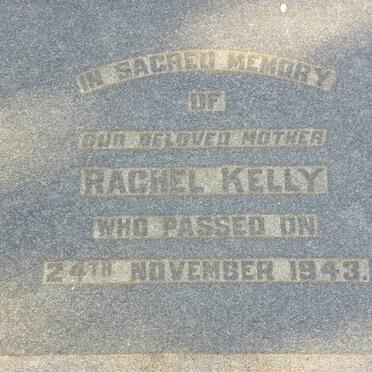 IN SACRED MEMORY
OF
OUR BELOVED MOTHER
RACHEL KELLY
WHO PASSED ON
24TH NOVEMBER 1943.